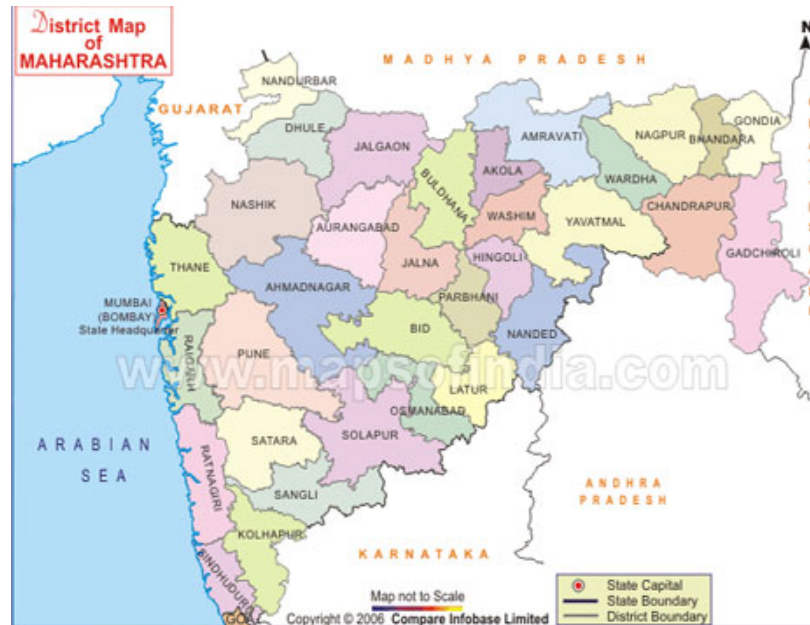 District Map
of
MAHARASHTRA
MADHYA PRADESH
N
NANDURBAR
GUJARAT
DHULE
JALGAON
AMRAVATI
NAGPUR
BHANDARA
GONDIA
BULDHANA
AKOLA
WARDHA
NASHIK
AURANGABAD
WASHIM
YAVATMAL
CHANDRAPUR
GADCHIROLI
THANE
JALNA
HINGOLI
AHMADNAGAR
PARBHANI
MUMBAI
(BOMBAY)
State Headquarter
BID
NANDED
PUNE
www.mapsofindia.com
LATUR
OSMANABAD
SATARA
SOLAPUR
ARABIAN
SEA
RATNAGIRI
SANGLI
ANDHRA
PRADESH
KOLHAPUR
KARNATAKA
Map not to Scale
State Capital
State Boundary
District Boundary
Copyright © 2006 Compare Infobase Limited